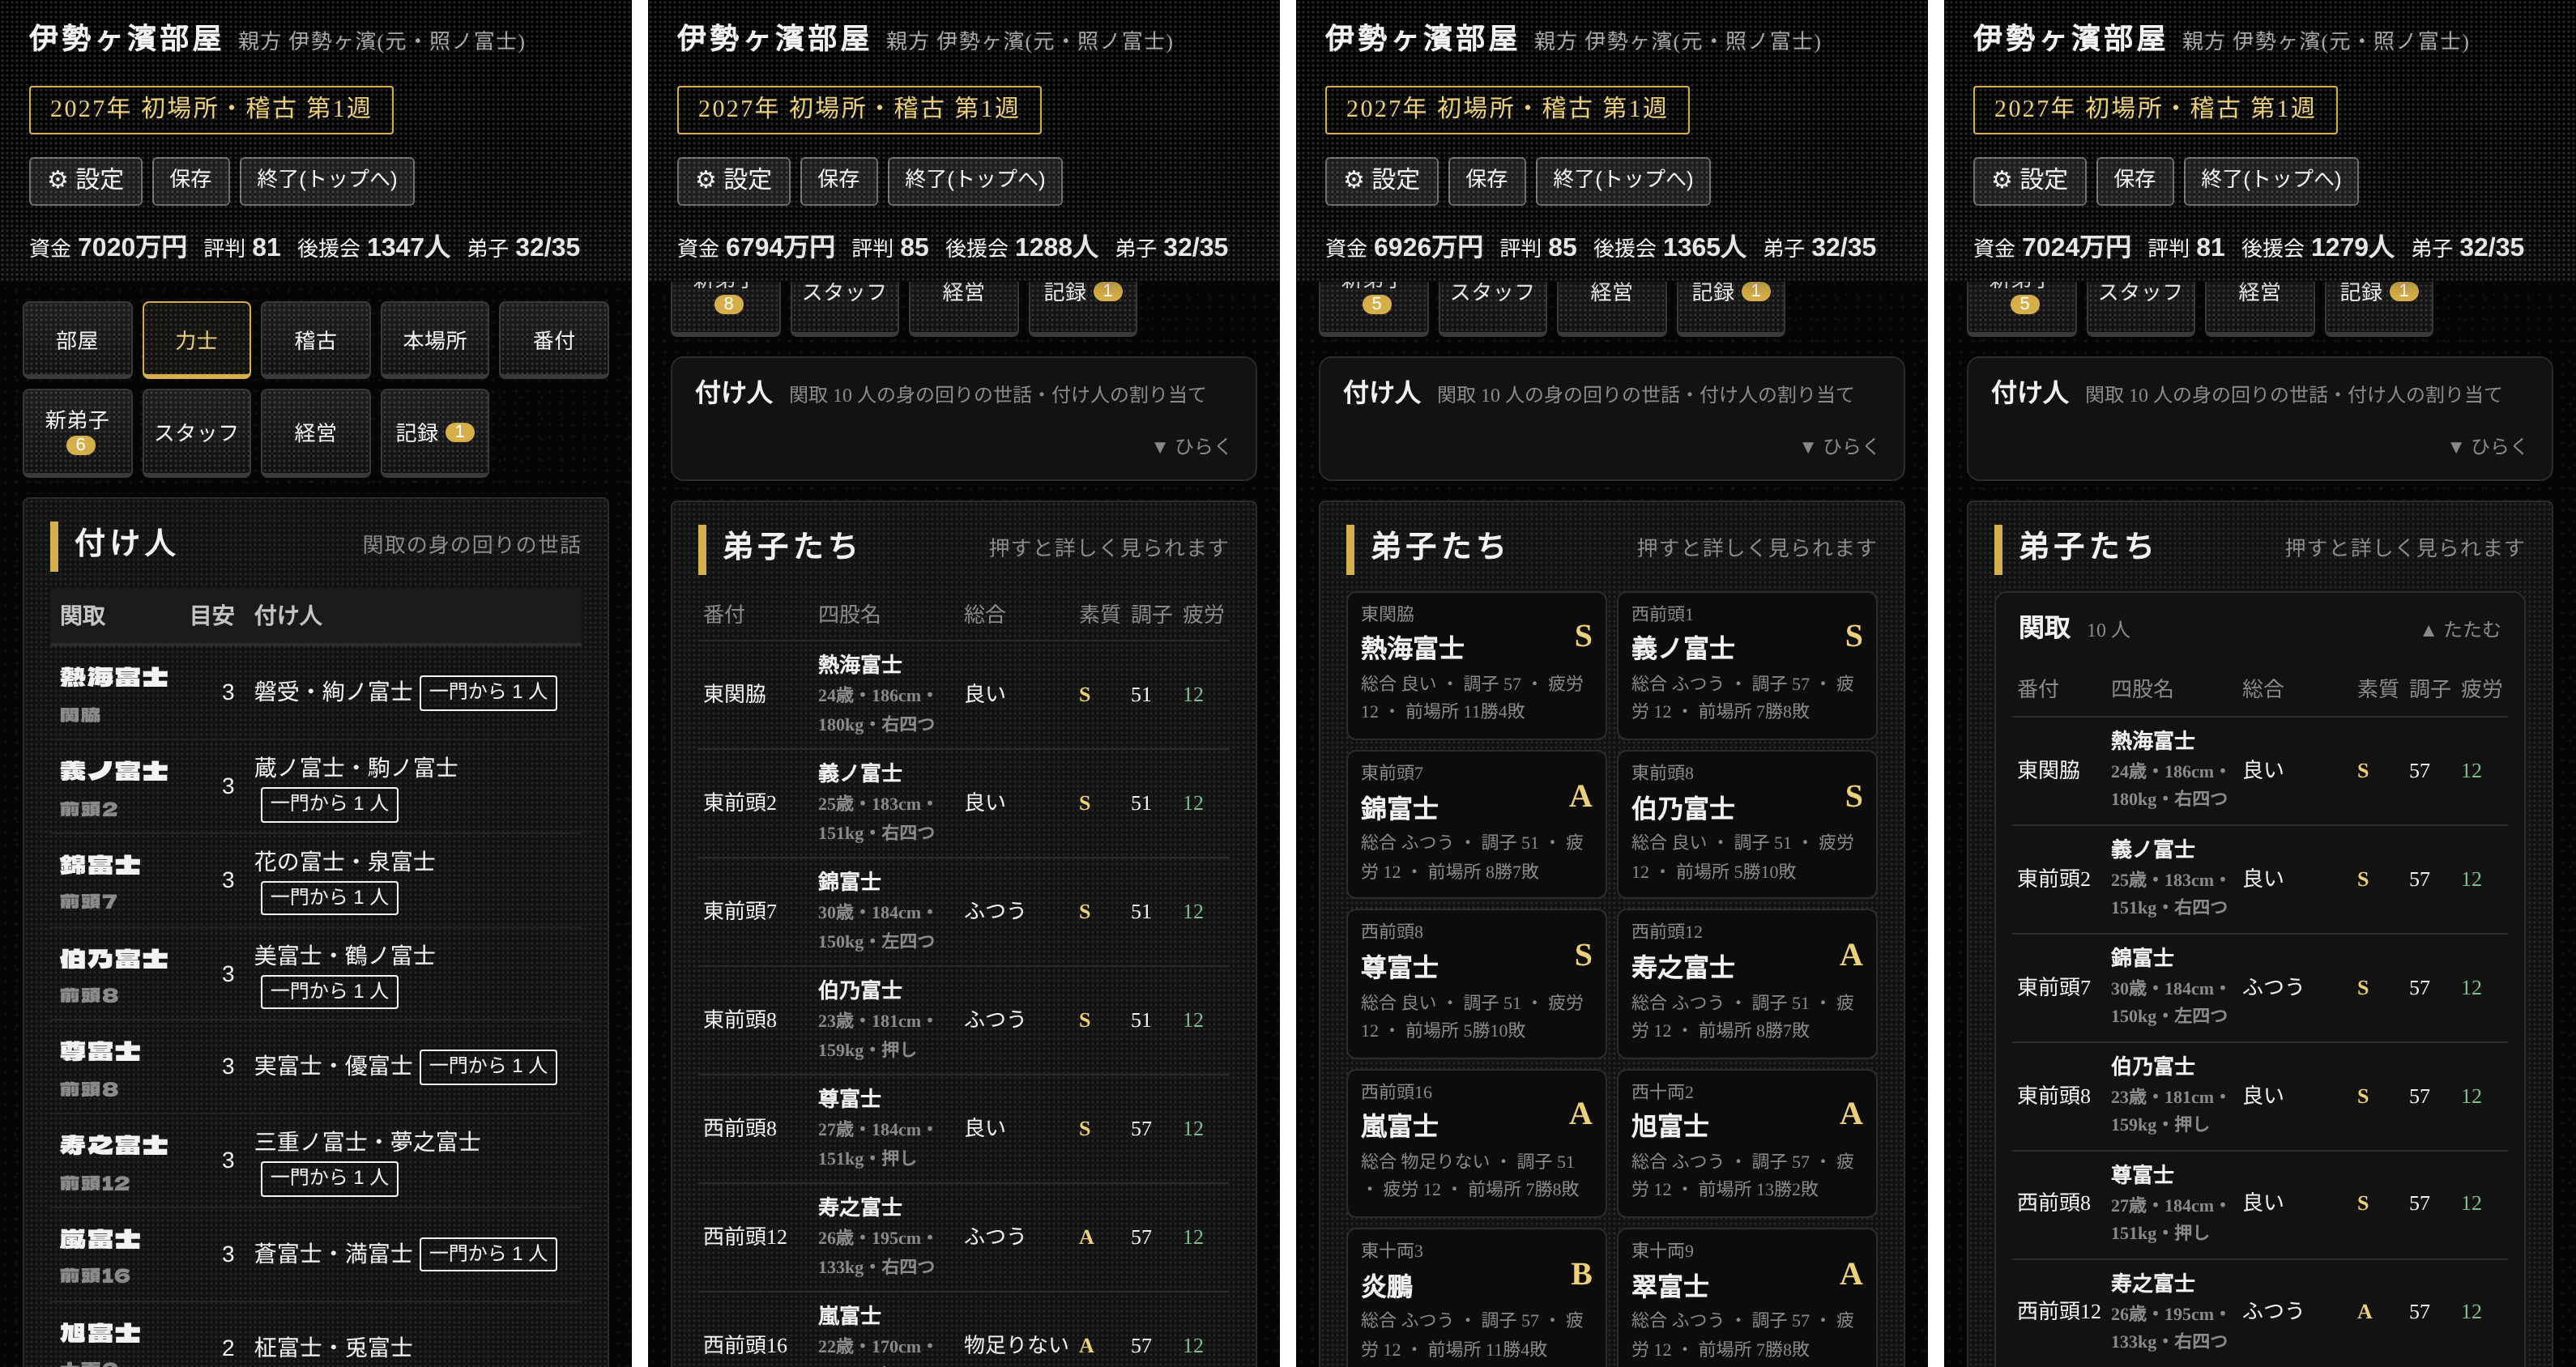 伊勢ヶ濱部屋 親方 伊勢ヶ濱(元・照ノ富士)
2027年 初場所・稽古 第1週
⚙ 設定 保存 終了(トップへ)
資金 7020万円 評判 81 後援会 1347人 弟子 32/35
部屋 力士 稽古 本場所 番付
新弟子 6 スタッフ 経営 記録 1
付け人 関取の身の回りの世話
関取 目安 付け人
熱海富士 関脇 3 磐受・絢ノ富士 一門から 1 人
義ノ富士 前頭2 3 蔵ノ富士・駒ノ富士 一門から 1 人
錦富士 前頭7 3 花の富士・泉富士 一門から 1 人
伯乃富士 前頭8 3 美富士・鶴ノ富士 一門から 1 人
尊富士 前頭8 3 実富士・優富士 一門から 1 人
寿之富士 前頭12 3 三重ノ富士・夢之富士 一門から 1 人
嵐富士 前頭16 3 蒼富士・満富士 一門から 1 人
旭富士 2 柾富士・兎富士
伊勢ヶ濱部屋 親方 伊勢ヶ濱(元・照ノ富士)
2027年 初場所・稽古 第1週
⚙ 設定 保存 終了(トップへ)
資金 6794万円 評判 85 後援会 1288人 弟子 32/35
新弟子 8 スタッフ 経営 記録 1
付け人 関取 10 人の身の回りの世話・付け人の割り当て
▼ ひらく
弟子たち 押すと詳しく見られます
番付 四股名 総合 素質 調子 疲労
東関脇 熱海富士 24歳・186cm・180kg・右四つ 良い S 51 12
東前頭2 義ノ富士 25歳・183cm・151kg・右四つ 良い S 51 12
東前頭7 錦富士 30歳・184cm・150kg・左四つ ふつう S 51 12
東前頭8 伯乃富士 23歳・181cm・159kg・押し ふつう S 51 12
西前頭8 尊富士 27歳・184cm・151kg・押し 良い S 57 12
西前頭12 寿之富士 26歳・195cm・133kg・右四つ ふつう A 57 12
西前頭16 嵐富士 22歳・170cm・ 物足りない A 57 12
伊勢ヶ濱部屋 親方 伊勢ヶ濱(元・照ノ富士)
2027年 初場所・稽古 第1週
⚙ 設定 保存 終了(トップへ)
資金 6926万円 評判 85 後援会 1365人 弟子 32/35
新弟子 5 スタッフ 経営 記録 1
付け人 関取 10 人の身の回りの世話・付け人の割り当て
▼ ひらく
弟子たち 押すと詳しく見られます
東関脇
熱海富士 S
総合 良い ・ 調子 57 ・ 疲労
12 ・ 前場所 11勝4敗
西前頭1
義ノ富士 S
総合 ふつう ・ 調子 57 ・ 疲
労 12 ・ 前場所 7勝8敗
東前頭7
錦富士 A
総合 ふつう ・ 調子 51 ・ 疲
労 12 ・ 前場所 8勝7敗
東前頭8
伯乃富士 S
総合 良い ・ 調子 51 ・ 疲労
12 ・ 前場所 5勝10敗
西前頭8
尊富士 S
総合 良い ・ 調子 51 ・ 疲労
12 ・ 前場所 5勝10敗
西前頭12
寿之富士 A
総合 ふつう ・ 調子 51 ・ 疲
労 12 ・ 前場所 8勝7敗
西前頭16
嵐富士 A
総合 物足りない ・ 調子 51
・ 疲労 12 ・ 前場所 7勝8敗
西十両2
旭富士 A
総合 ふつう ・ 調子 57 ・ 疲
労 12 ・ 前場所 13勝2敗
東十両3
炎鵬 B
総合 ふつう ・ 調子 57 ・ 疲
労 12 ・ 前場所 11勝4敗
東十両9
翠富士 A
総合 ふつう ・ 調子 57 ・ 疲
労 12 ・ 前場所 7勝8敗
伊勢ヶ濱部屋 親方 伊勢ヶ濱(元・照ノ富士)
2027年 初場所・稽古 第1週
⚙ 設定 保存 終了(トップへ)
資金 7024万円 評判 81 後援会 1279人 弟子 32/35
新弟子 5 スタッフ 経営 記録 1
付け人 関取 10 人の身の回りの世話・付け人の割り当て
▼ ひらく
弟子たち 押すと詳しく見られます
関取 10 人 ▲ たたむ
番付 四股名 総合 素質 調子 疲労
東関脇 熱海富士 24歳・186cm・180kg・右四つ 良い S 57 12
東前頭2 義ノ富士 25歳・183cm・151kg・右四つ 良い S 57 12
東前頭7 錦富士 30歳・184cm・150kg・左四つ ふつう S 57 12
東前頭8 伯乃富士 23歳・181cm・159kg・押し 良い S 57 12
西前頭8 尊富士 27歳・184cm・151kg・押し 良い S 57 12
西前頭12 寿之富士 26歳・195cm・133kg・右四つ ふつう A 57 12